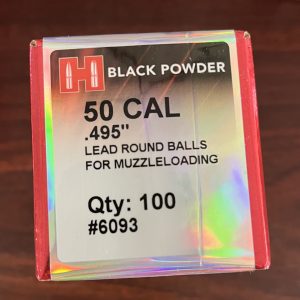 H BLACK POWDER
50 CAL
.495"
LEAD ROUND BALLS
FOR MUZZLELOADING
Qty: 100
#6093